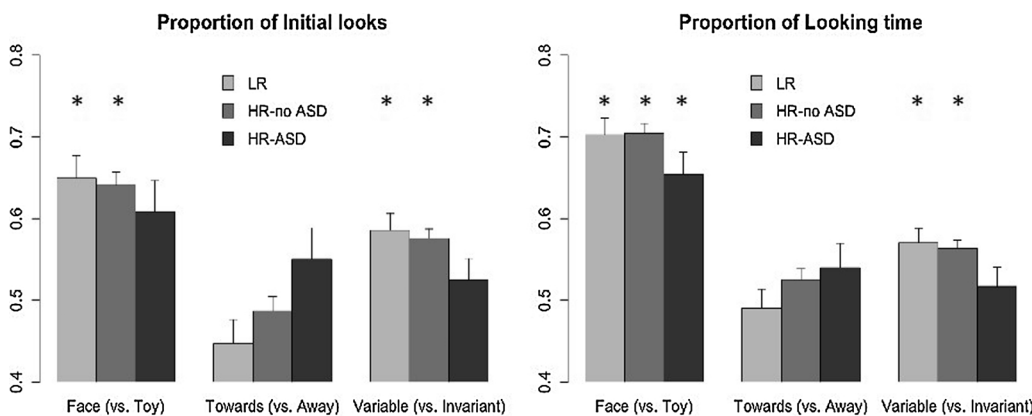 Proportion of Initial looks
0.8
0.7
0.6
0.5
0.4
LR
HR-no ASD
HR-ASD
* * * *
Face (vs. Toy) Towards (vs. Away) Variable (vs. Invariant)
Proportion of Looking time
0.8
0.7
0.6
0.5
0.4
LR
HR-no ASD
HR-ASD
* * * * *
Face (vs. Toy) Towards (vs. Away) Variable (vs. Invariant)